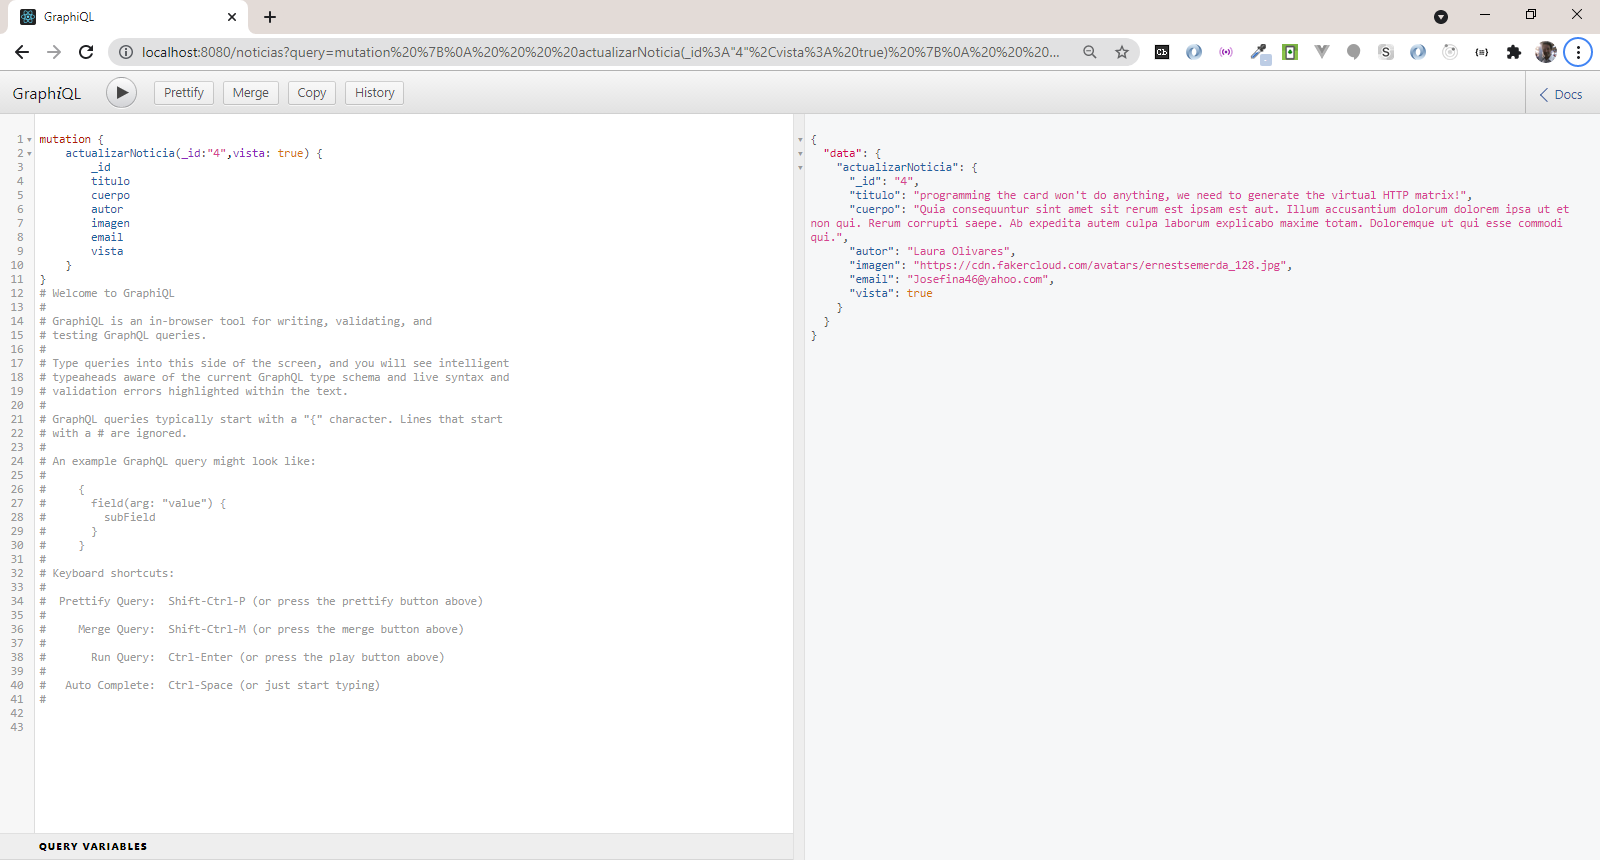 GraphiQL
localhost:8080/noticias?query=mutation%20%7B%0A%20%20%20%20actualizarNoticia(_id%3A"4"%2Cvista%3A%20true)%20%7B%0A%20%20%20%20...
GraphiQL
Prettify
Merge
Copy
History
Docs
1 mutation {
2 actualizarNoticia(_id:"4",vista: true) {
3 _id
4 titulo
5 cuerpo
6 autor
7 imagen
8 email
9 vista
10 }
11 }
12 # Welcome to GraphiQL
13 #
14 # GraphiQL is an in-browser tool for writing, validating, and
15 # testing GraphQL queries.
16 #
17 # Type queries into this side of the screen, and you will see intelligent
18 # typeaheads aware of the current GraphQL type schema and live syntax and
19 # validation errors highlighted within the text.
20 #
21 # GraphQL queries typically start with a "{" character. Lines that start
22 # with a # are ignored.
23 #
24 # An example GraphQL query might look like:
25 #
26 # {
27 # field(arg: "value") {
28 # subField
29 # }
30 # }
31 #
32 # Keyboard shortcuts:
33 #
34 # Prettify Query: Shift-Ctrl-P (or press the prettify button above)
35 #
36 # Merge Query: Shift-Ctrl-M (or press the merge button above)
37 #
38 # Run Query: Ctrl-Enter (or press the play button above)
39 #
40 # Auto Complete: Ctrl-Space (or just start typing)
41 #
42
43
QUERY VARIABLES
{
"data": {
"actualizarNoticia": {
"_id": "4",
"titulo": "programming the card won't do anything, we need to generate the virtual HTTP matrix!",
"cuerpo": "Quia consequuntur sint amet sit rerum est ipsam est aut. Illum accusantium dolorum dolorem ipsa ut et
non qui. Rerum corrupti saepe. Ab expedita autem culpa laborum explicabo maxime totam. Doloremque ut qui esse commodi
qui.",
"autor": "Laura Olivares",
"imagen": "https://cdn.fakercloud.com/avatars/ernestsemerda_128.jpg",
"email": "Josefina46@yahoo.com",
"vista": true
}
}
}